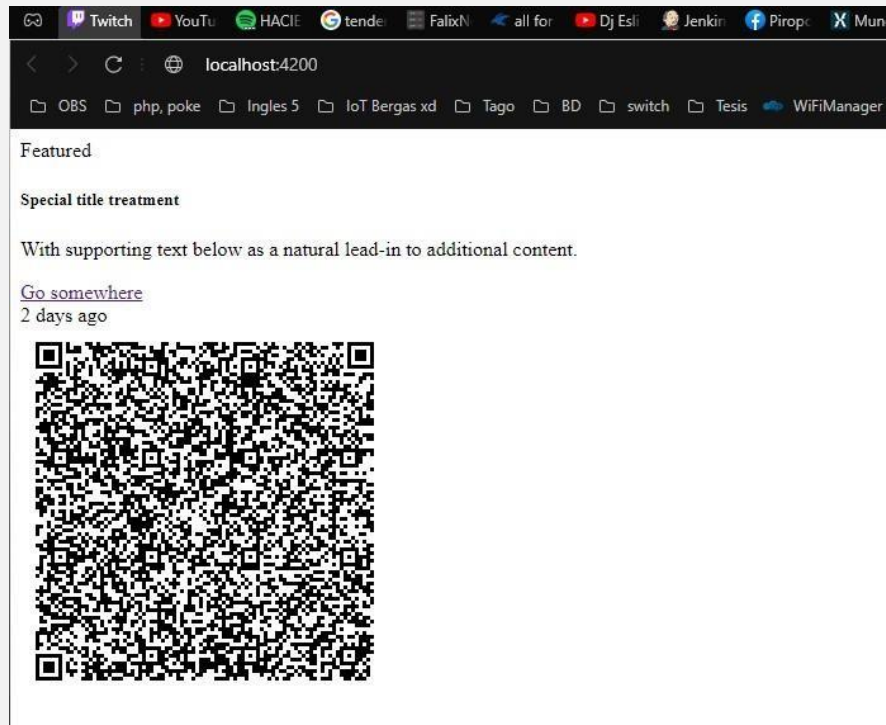 Twitch YouTu HACIE tende FalixN all for Dj Esli Jenkin Piropo Mun
localhost:4200
OBS php, poke Ingles 5 IoT Bergas xd Tago BD switch Tesis WiFiManager
Featured
Special title treatment
With supporting text below as a natural lead-in to additional content.
Go somewhere
2 days ago